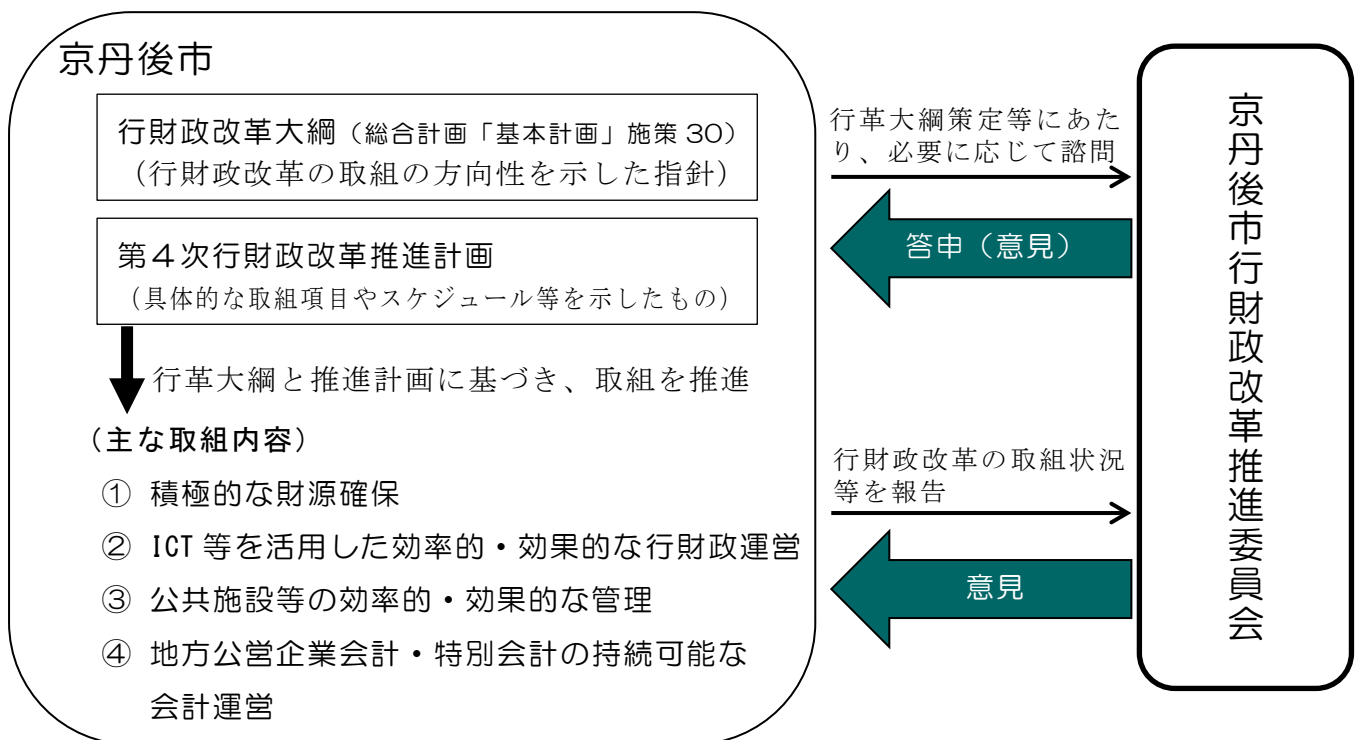 京丹後市
行財政改革大綱（総合計画「基本計画」施策 30）
（行財政改革の取組の方向性を示した指針）
第４次行財政改革推進計画
（具体的な取組項目やスケジュール等を示したもの）
行革大綱と推進計画に基づき、取組を推進
（主な取組内容）
① 積極的な財源確保
② ICT 等を活用した効率的・効果的な行財政運営
③ 公共施設等の効率的・効果的な管理
④ 地方公営企業会計・特別会計の持続可能な
会計運営
行革大綱策定等にあた
り、必要に応じて諮問
答申（意見）
行財政改革の取組状況
等を報告
意見
京丹後市行財政改革推進委員会